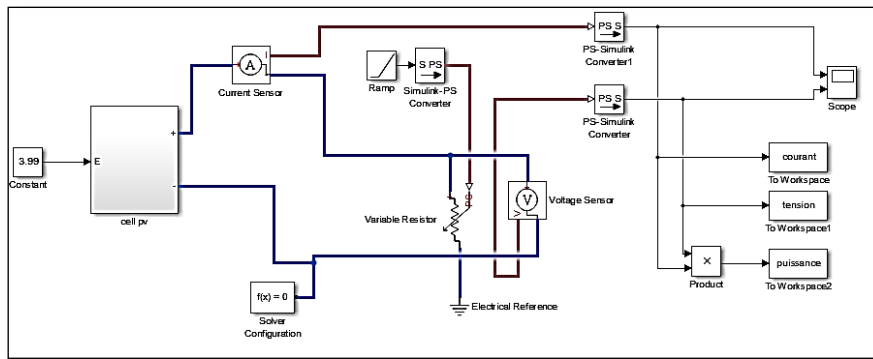 PS S
PS-Simulink
Converter1
A
I
Current Sensor
Ramp
S PS
Simulink-PS
Converter
PS S
PS-Simulink
Converter
Scope
3.99
Constant
E
+
-
cell pv
courant
To Workspace
+
V
V
Voltage Sensor
+
Variable Resistor
tension
To Workspace1
×
Product
puissance
To Workspace2
f(x) = 0
Solver
Configuration
Electrical Reference